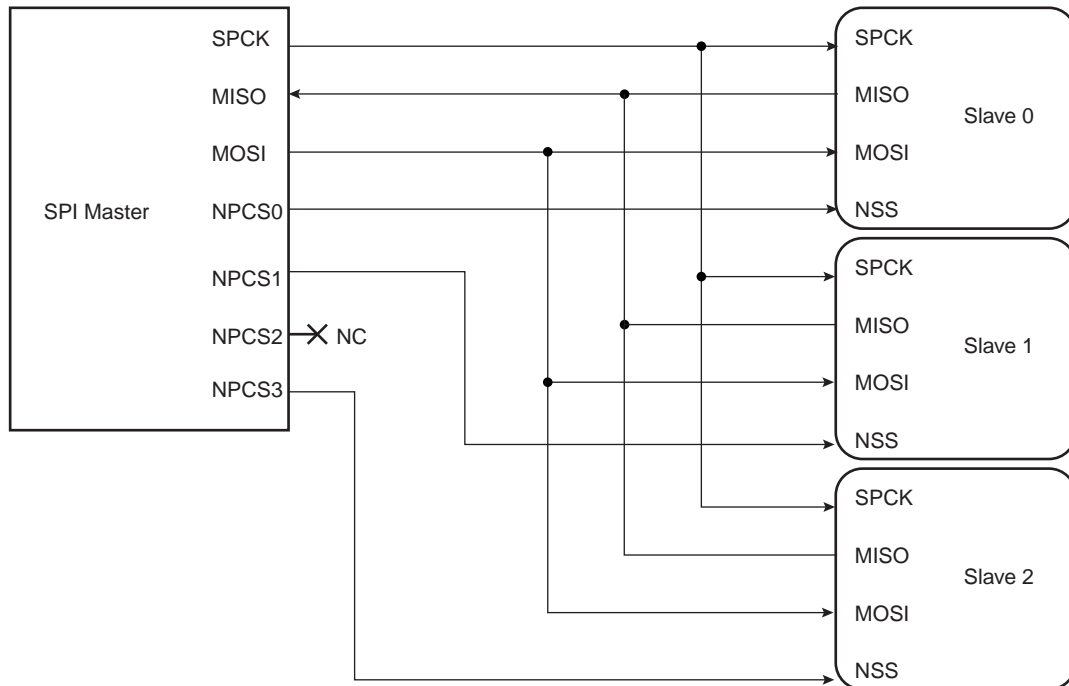 SPI Master
SPCK
MISO
MOSI
NPCS0
NPCS1
NPCS2
NC
NPCS3
SPCK
MISO
Slave 0
MOSI
NSS
SPCK
MISO
Slave 1
MOSI
NSS
SPCK
MISO
Slave 2
MOSI
NSS